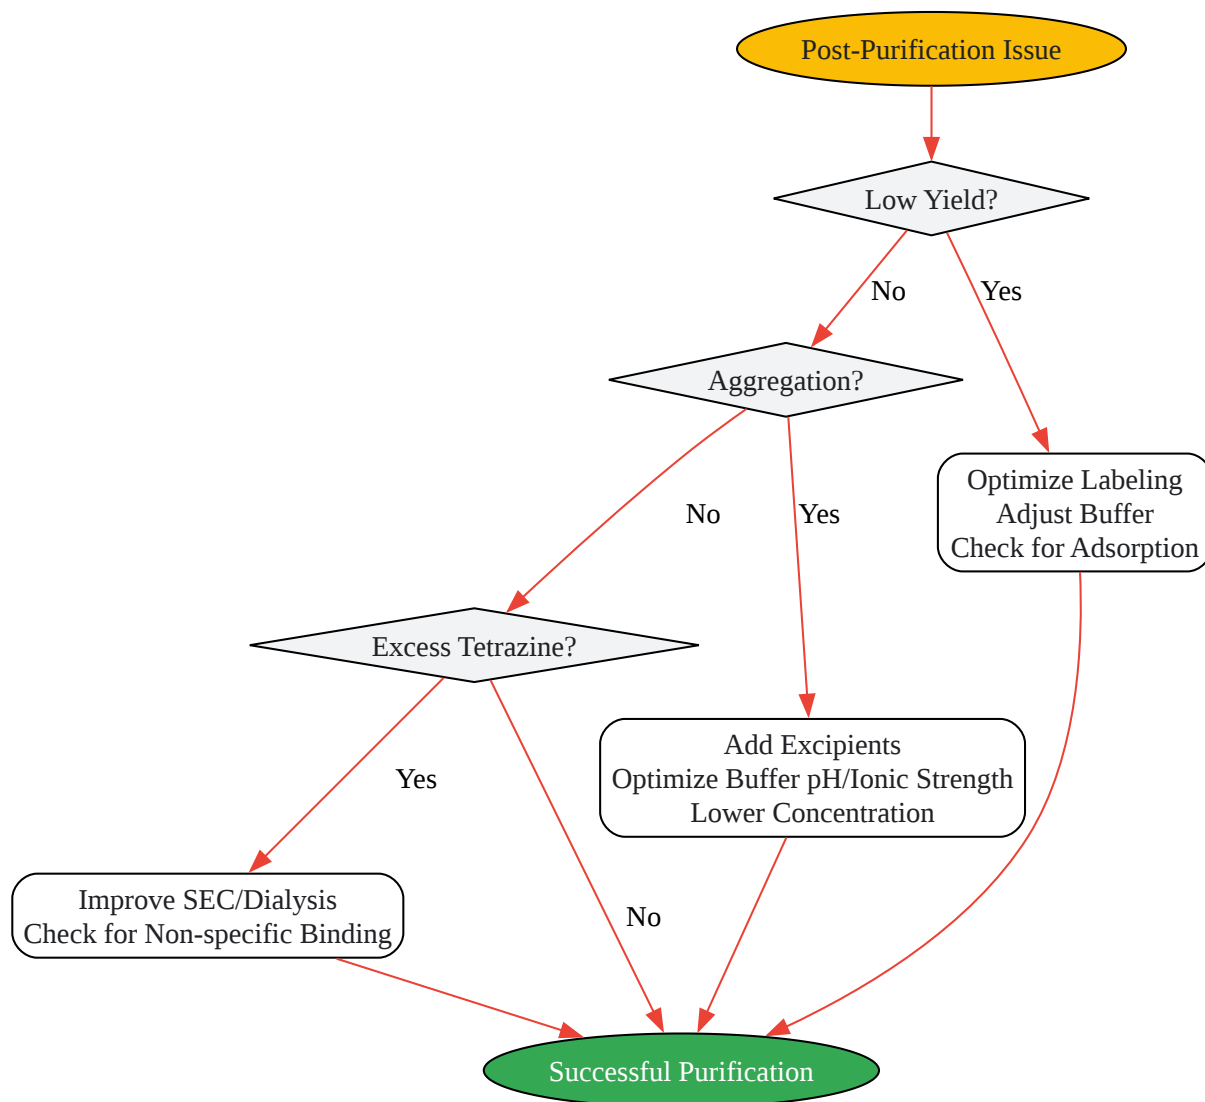 Post-Purification Issue
Low Yield?
No
Yes
Aggregation?
Optimize Labeling
Adjust Buffer
Check for Adsorption
No
Yes
Excess Tetrazine?
Add Excipients
Optimize Buffer pH/Ionic Strength
Lower Concentration
Yes
Improve SEC/Dialysis
Check for Non-specific Binding
No
Successful Purification